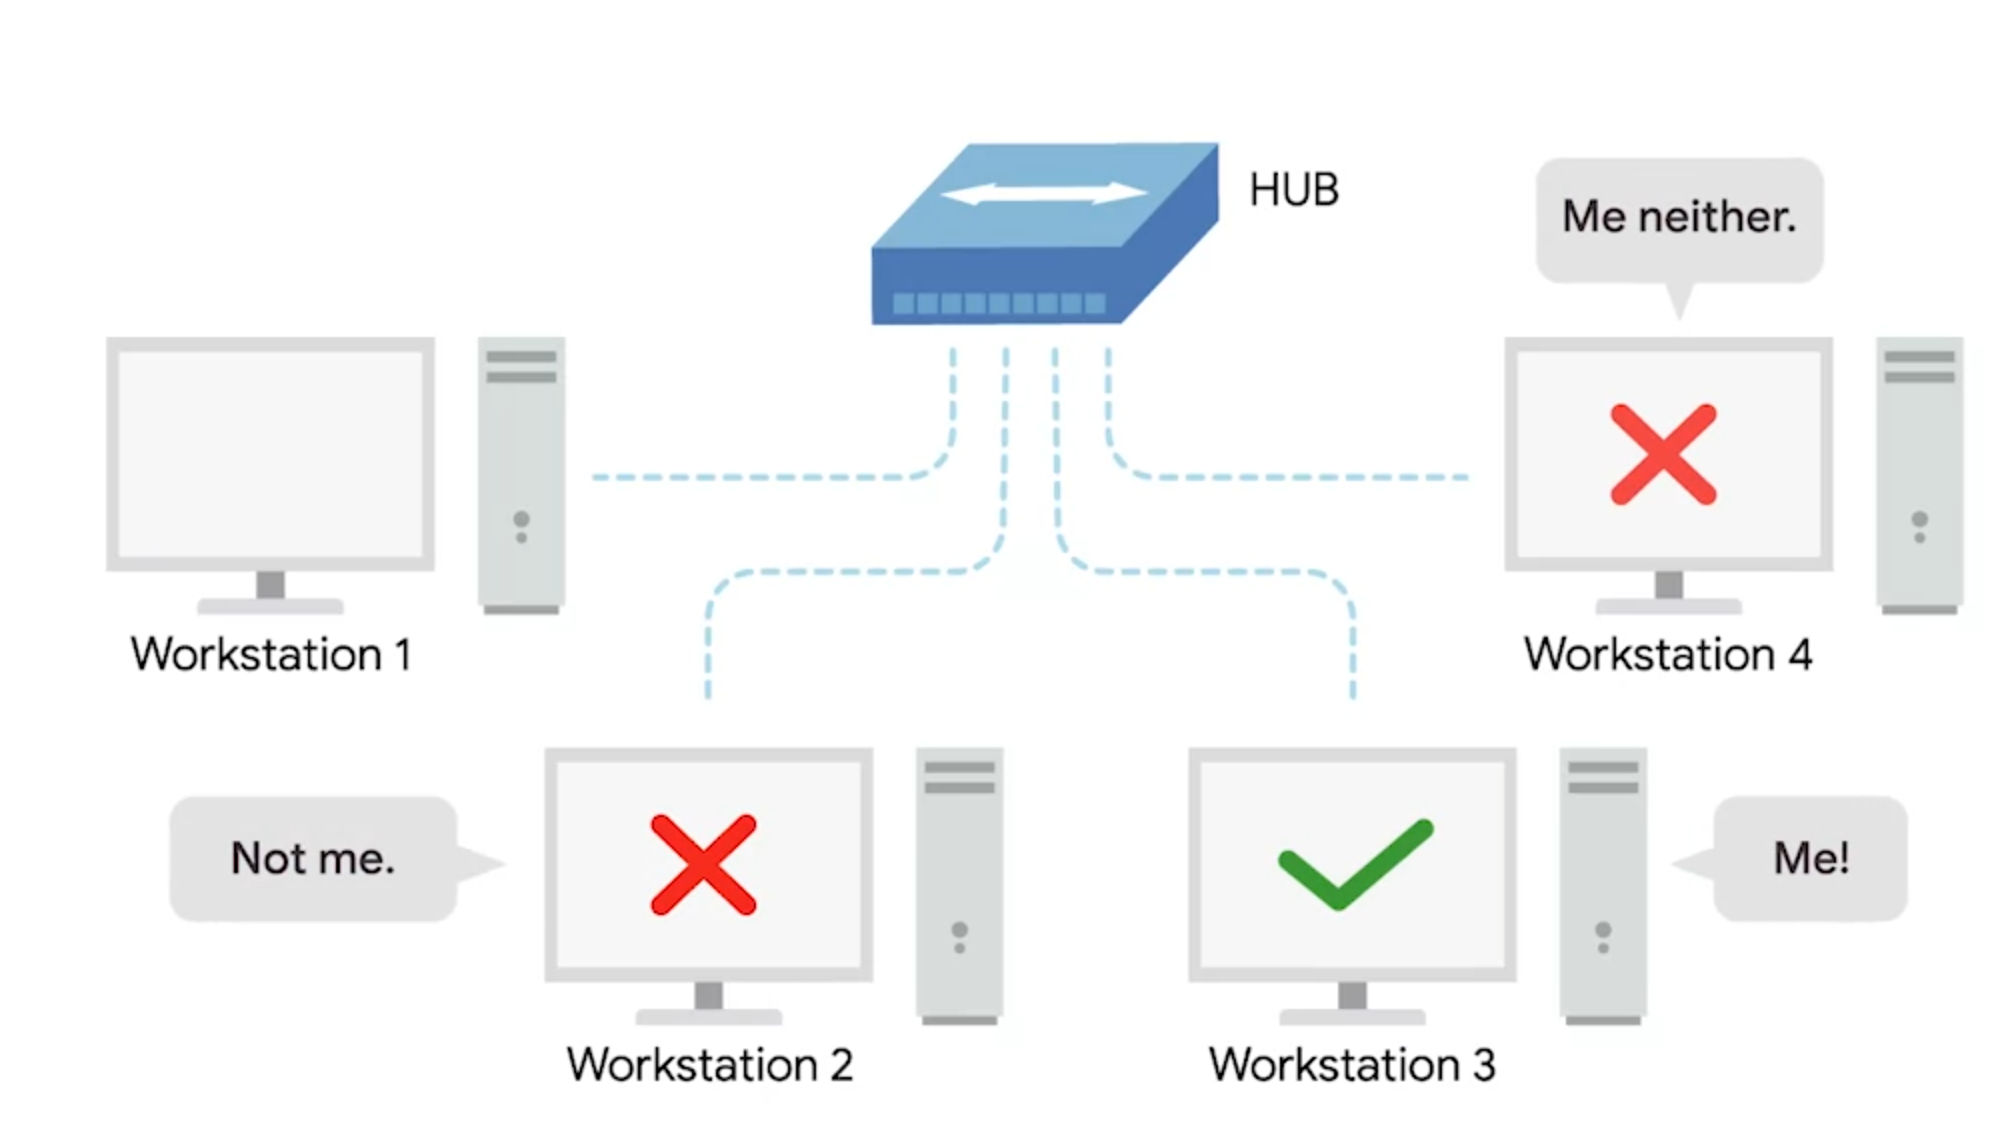 HUB
Me neither.
Workstation 1
Workstation 4
Not me.
Me!
Workstation 2
Workstation 3